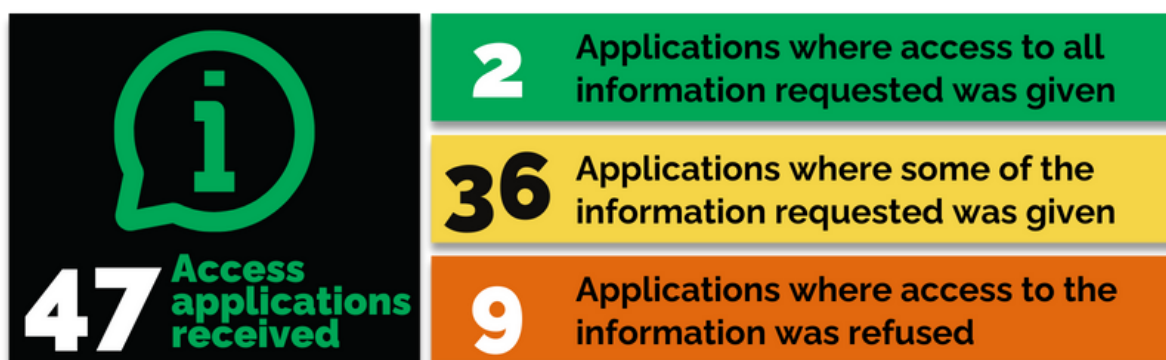 47 Access
applications
received
2 Applications where access to all
information requested was given
36 Applications where some of the
information requested was given
9 Applications where access to the
information was refused